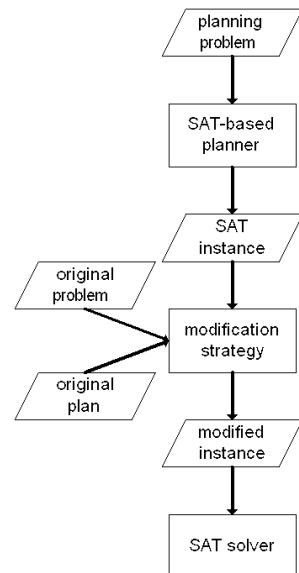 planning
problem
SAT-based
planner
SAT
instance
original
problem
modification
strategy
original
plan
modified
instance
SAT solver